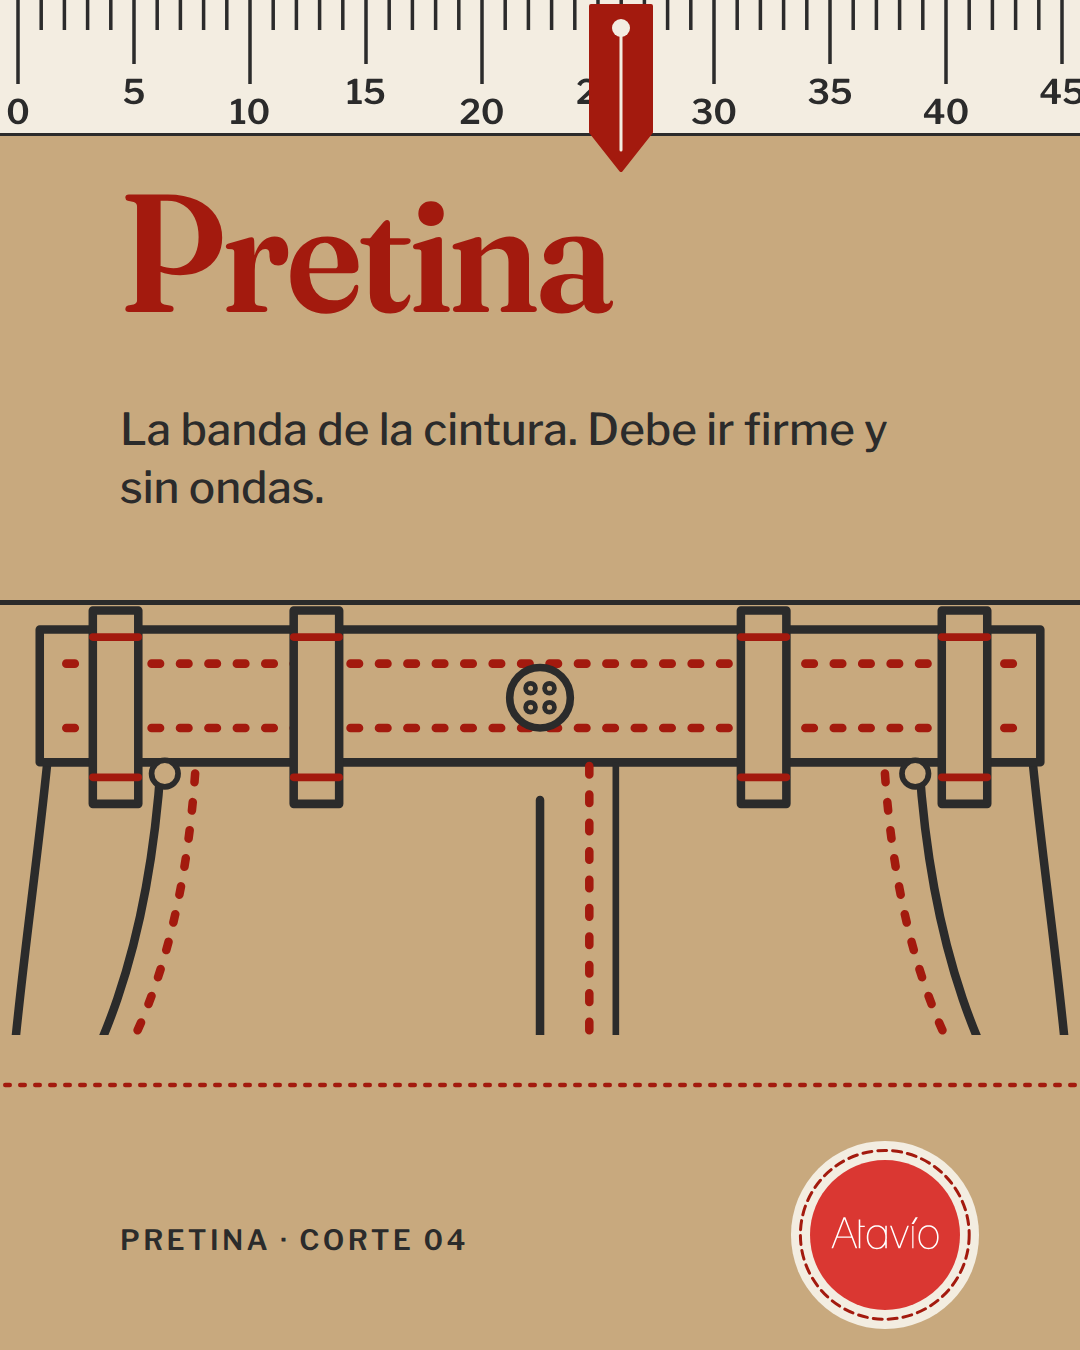 0 5 10 15 20 2 30 35 40 45
Pretina
La banda de la cintura. Debe ir firme y
sin ondas.
PRETINA · CORTE 04
Atavío